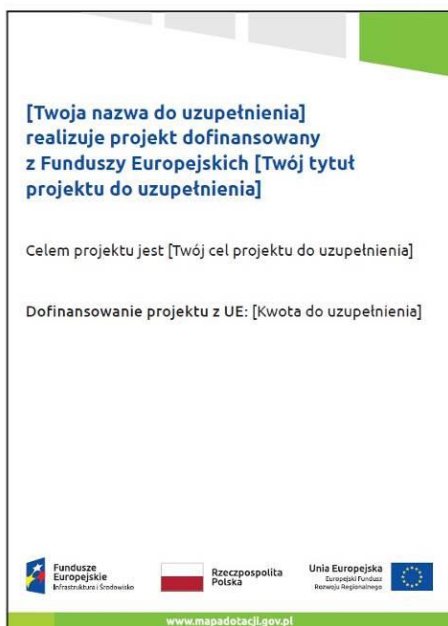 [Twoja nazwa do uzupełnienia]
realizuje projekt dofinansowany
z Funduszy Europejskich [Twój tytuł
projektu do uzupełnienia]
Celem projektu jest [Twój cel projektu do uzupełnienia]
Dofinansowanie projektu z UE: [Kwota do uzupełnienia]
Fundusze
Europejskie
Infrastruktura i Środowisko
Rzeczpospolita
Polska
Unia Europejska
Europejski Fundusz
Rozwoju Regionalnego
www.mapadotacji.gov.pl